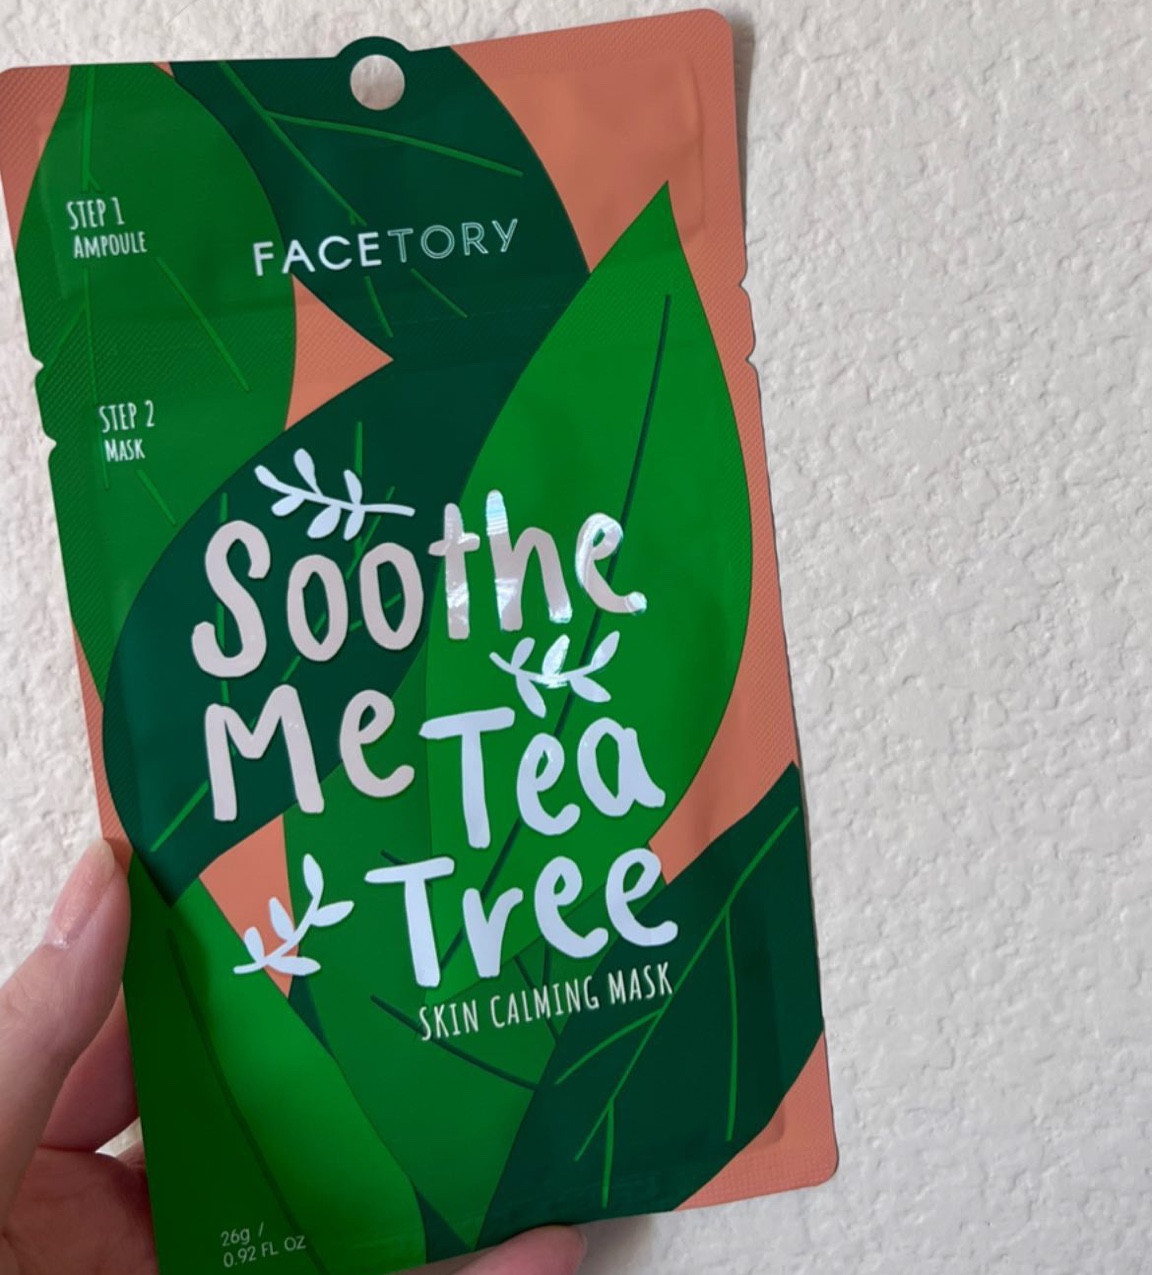 STEP 1
AMPOULE
FACETORY
STEP 2
MASK
Soothe
Me Tea
Tree
SKIN CALMING MASK
26g /
0.92 FL OZ